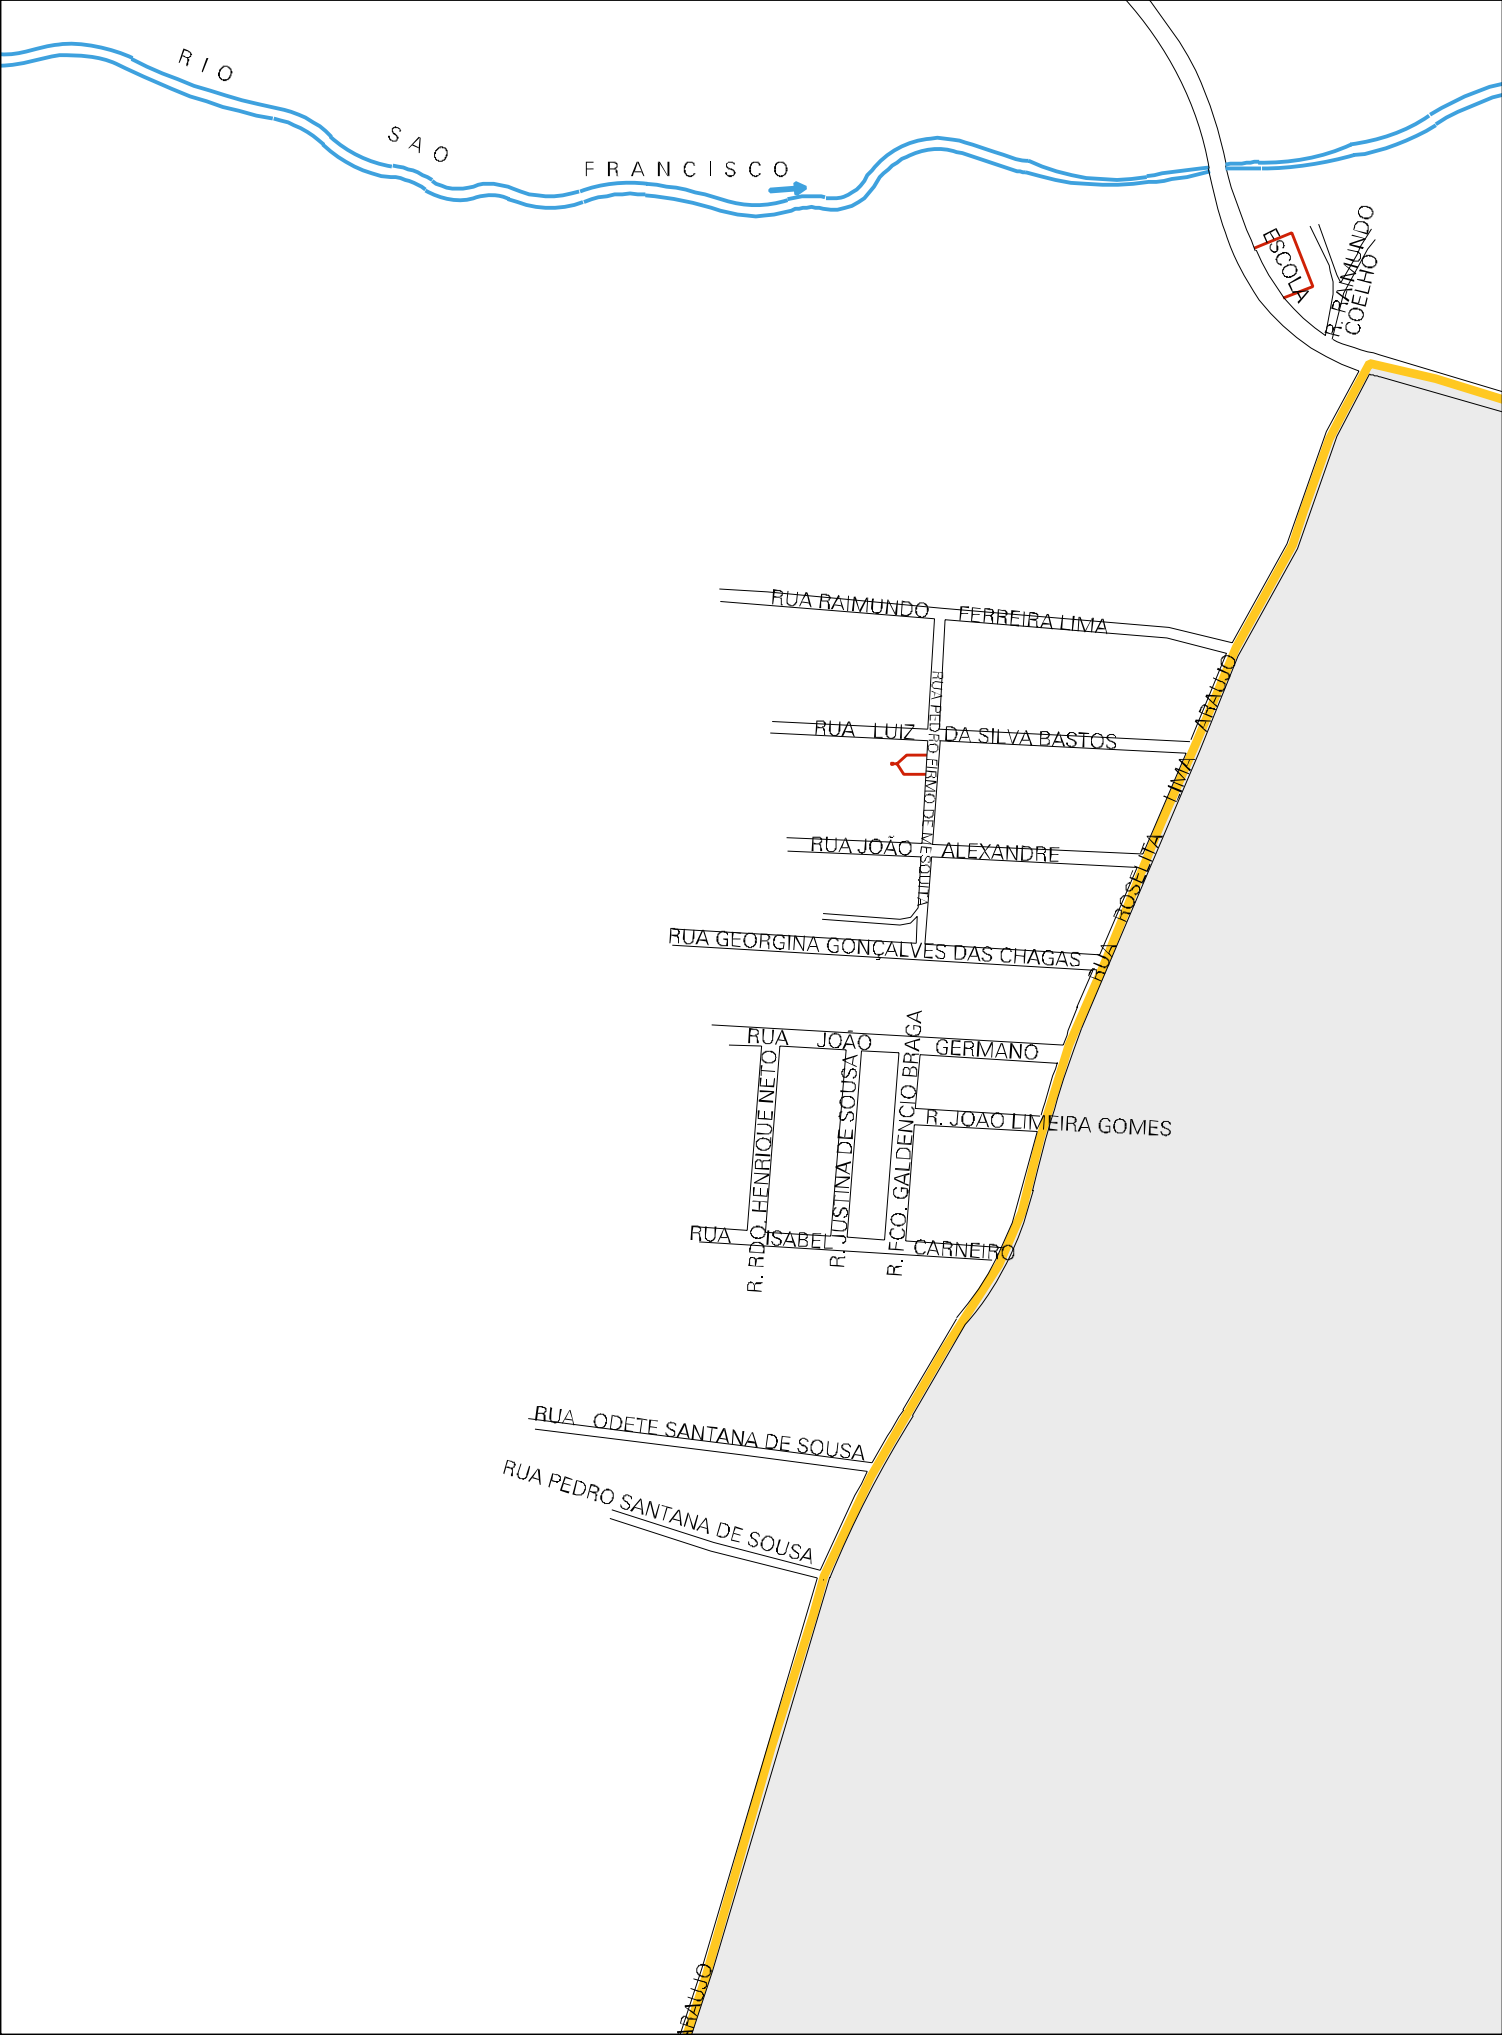 RIO
SAO
FRANCISCO
ESCOLA
R. RAIMUNDO
COELHO
RUA RAIMUNDO FERREIRA LIMA
RUA PEDRO FIRMO DE MESQUITA
RUA LUIZ DA SILVA BASTOS
RUA ROSELITA LIMA ARAUJO
RUA JOÃO ALEXANDRE
RUA GEORGINA GONÇALVES DAS CHAGAS
RUA JOÃO GERMANO
R. RDO. HENRIQUE NETO
R. JUSTINA DE SOUSA
R. FCO. GALDENCIO BRAGA
R. JOAO LIMEIRA GOMES
RUA ISABEL CARNEIRO
RUA ODETE SANTANA DE SOUSA
RUA PEDRO SANTANA DE SOUSA
ARAUJO